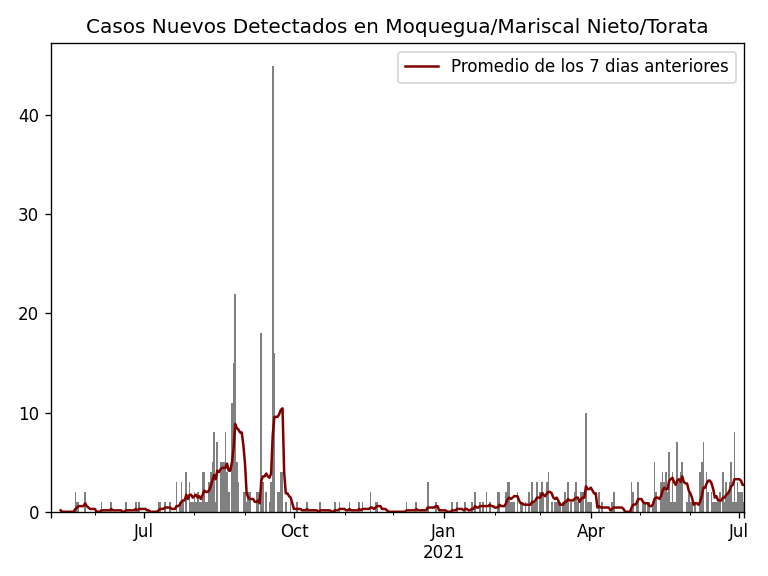 Casos Nuevos Detectados en Moquegua/Mariscal Nieto/Torata
Promedio de los 7 dias anteriores
40
30
20
10
0
Jul Oct Jan Apr Jul
2021